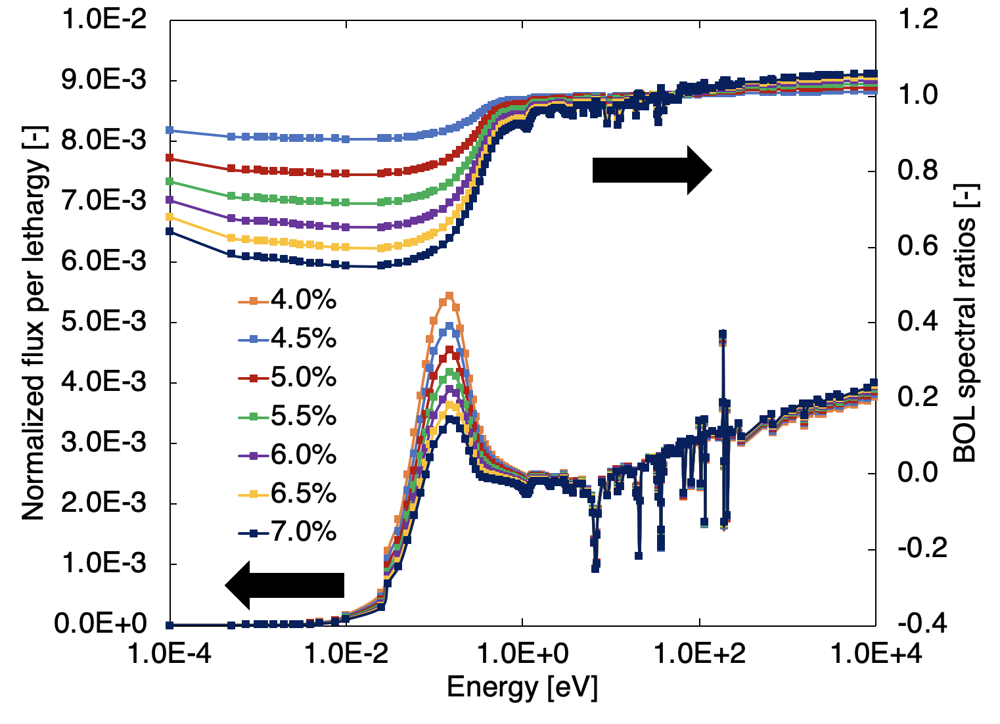 1.0E-2
9.0E-3
8.0E-3
7.0E-3
6.0E-3
5.0E-3
4.0E-3
3.0E-3
2.0E-3
1.0E-3
0.0E+0
Normalized flux per lethargy [-]
1.2
1.0
0.8
0.6
0.4
0.2
0.0
-0.2
-0.4
BOL spectral ratios [-]
4.0%
4.5%
5.0%
5.5%
6.0%
6.5%
7.0%
1.0E-4
1.0E-2
1.0E+0
1.0E+2
1.0E+4
Energy [eV]